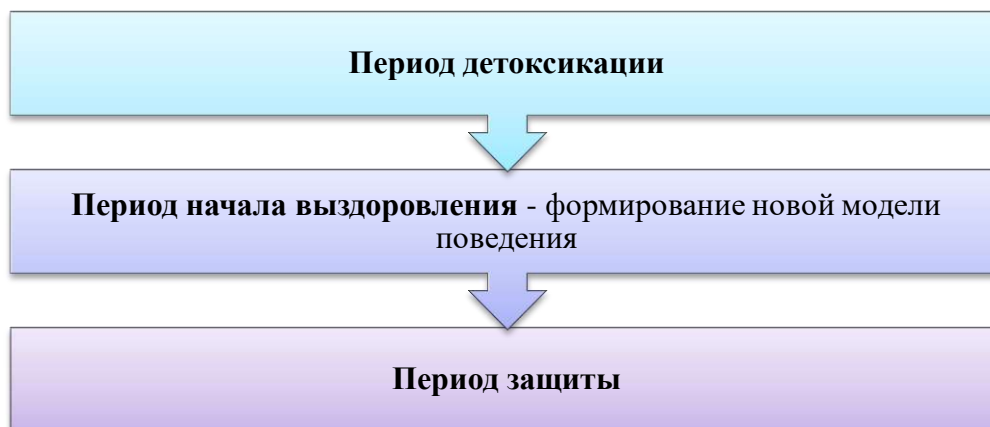 Период детоксикации
Период начала выздоровления - формирование новой модели
поведения
Период защиты